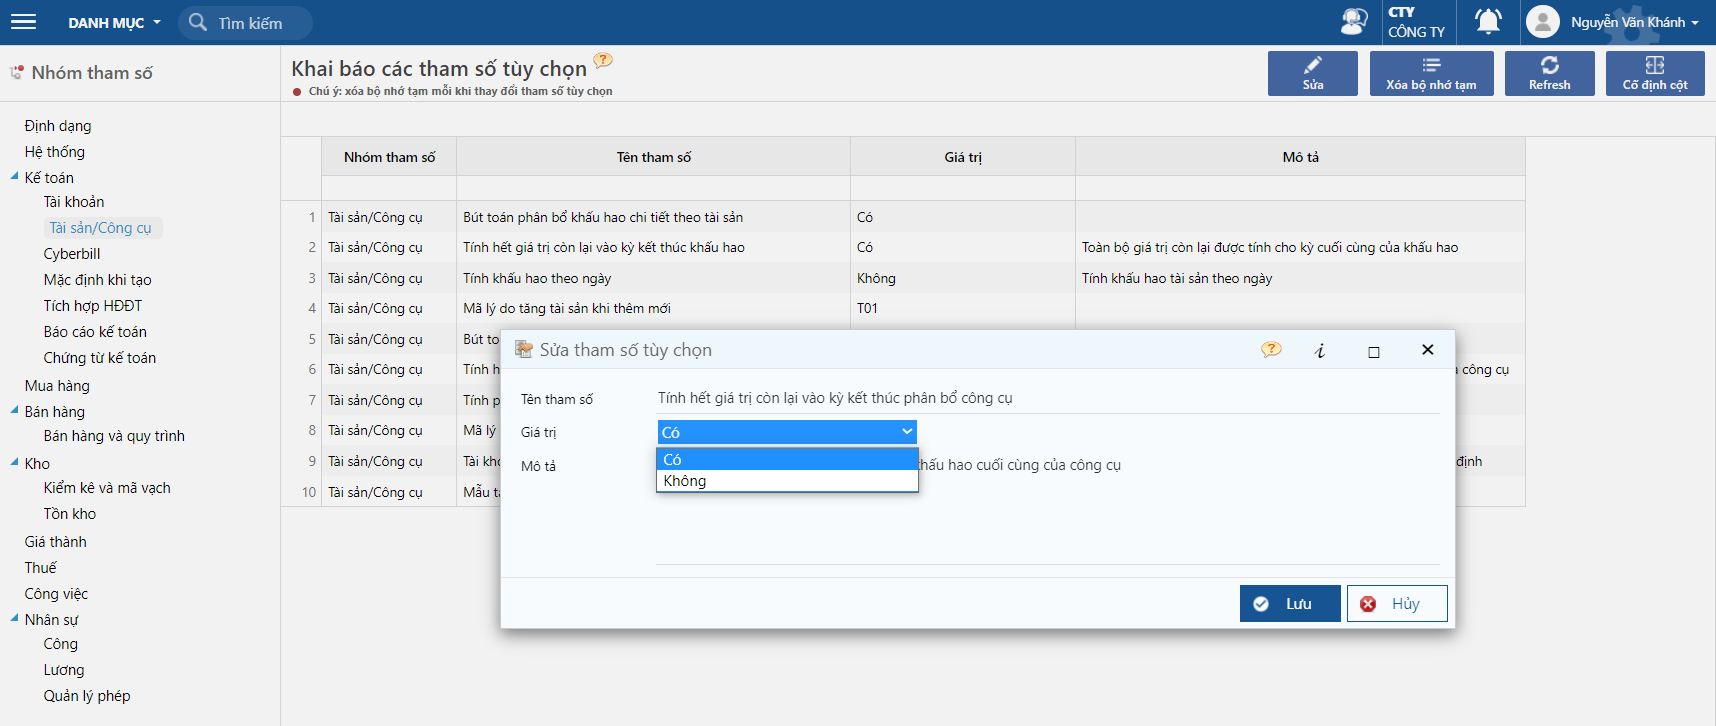 DANH MỤC
Tìm kiếm
CTY
CÔNG TY
Nguyễn Văn Khánh
Nhóm tham số
Khai báo các tham số tùy chọn
Chú ý: xóa bộ nhớ tạm mỗi khi thay đổi tham số tùy chọn
Sửa
Xóa bộ nhớ tạm
Refresh
Cố định cột
Định dạng
Hệ thống
Kế toán
Tài khoản
Tài sản/Công cụ
Cyberbill
Mặc định khi tạo
Tích hợp HĐĐT
Báo cáo kế toán
Chứng từ kế toán
Mua hàng
Bán hàng
Bán hàng và quy trình
Kho
Kiểm kê và mã vạch
Tồn kho
Giá thành
Thuế
Công việc
Nhân sự
Công
Lương
Quản lý phép
Nhóm tham số Tên tham số Giá trị Mô tả
1 Tài sản/Công cụ Bút toán phân bổ khấu hao chi tiết theo tài sản Có
2 Tài sản/Công cụ Tính hết giá trị còn lại vào kỳ kết thúc khấu hao Có Toàn bộ giá trị còn lại được tính cho kỳ cuối cùng của khấu hao
3 Tài sản/Công cụ Tính khấu hao theo ngày Không Tính khấu hao tài sản theo ngày
4 Tài sản/Công cụ Mã lý do tăng tài sản khi thêm mới T01
5 Tài sản/Công cụ Bút
6 Tài sản/Công cụ Tính công cụ
7 Tài sản/Công cụ Tính
8 Tài sản/Công cụ Mã lý
9 Tài sản/Công cụ Tài định
10 Tài sản/Công cụ Mẫu
Sửa tham số tùy chọn
Tên tham số Tính hết giá trị còn lại vào kỳ kết thúc phân bổ công cụ
Giá trị Có
Có
Không
Mô tả khấu hao cuối cùng của công cụ
Lưu
Hủy